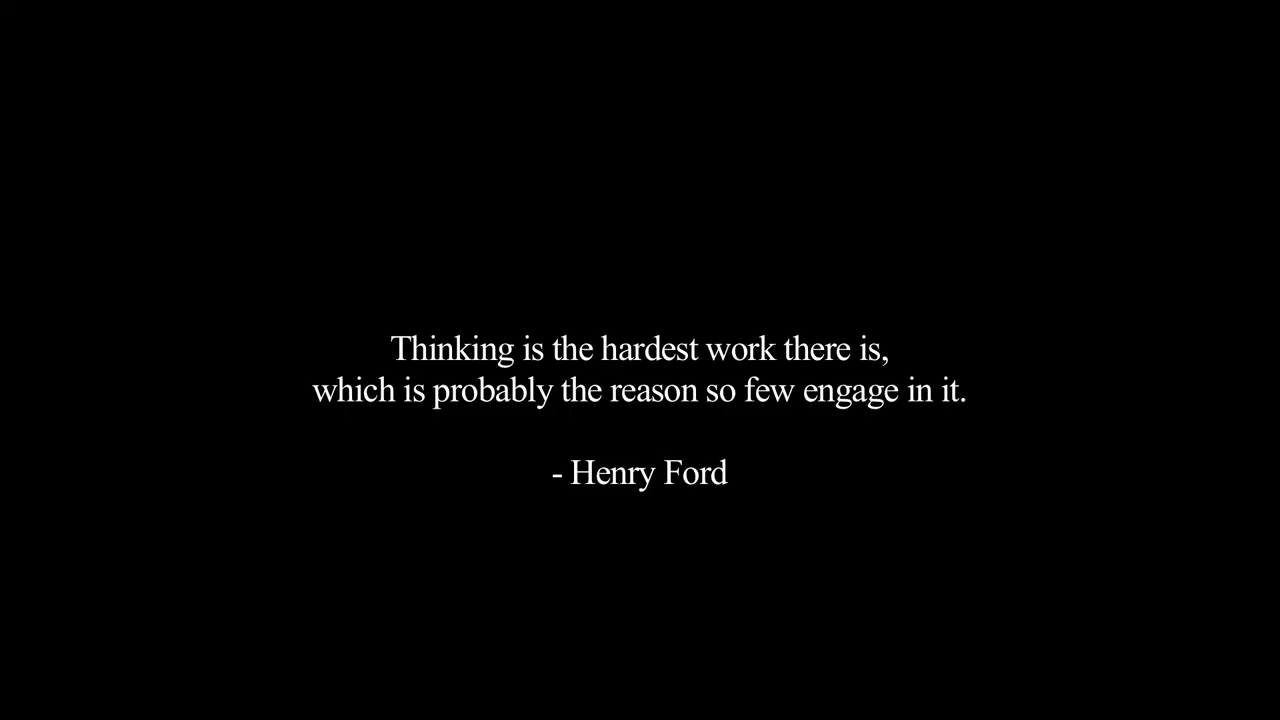 Thinking is the hardest work there is,
which is probably the reason so few engage in it.
- Henry Ford